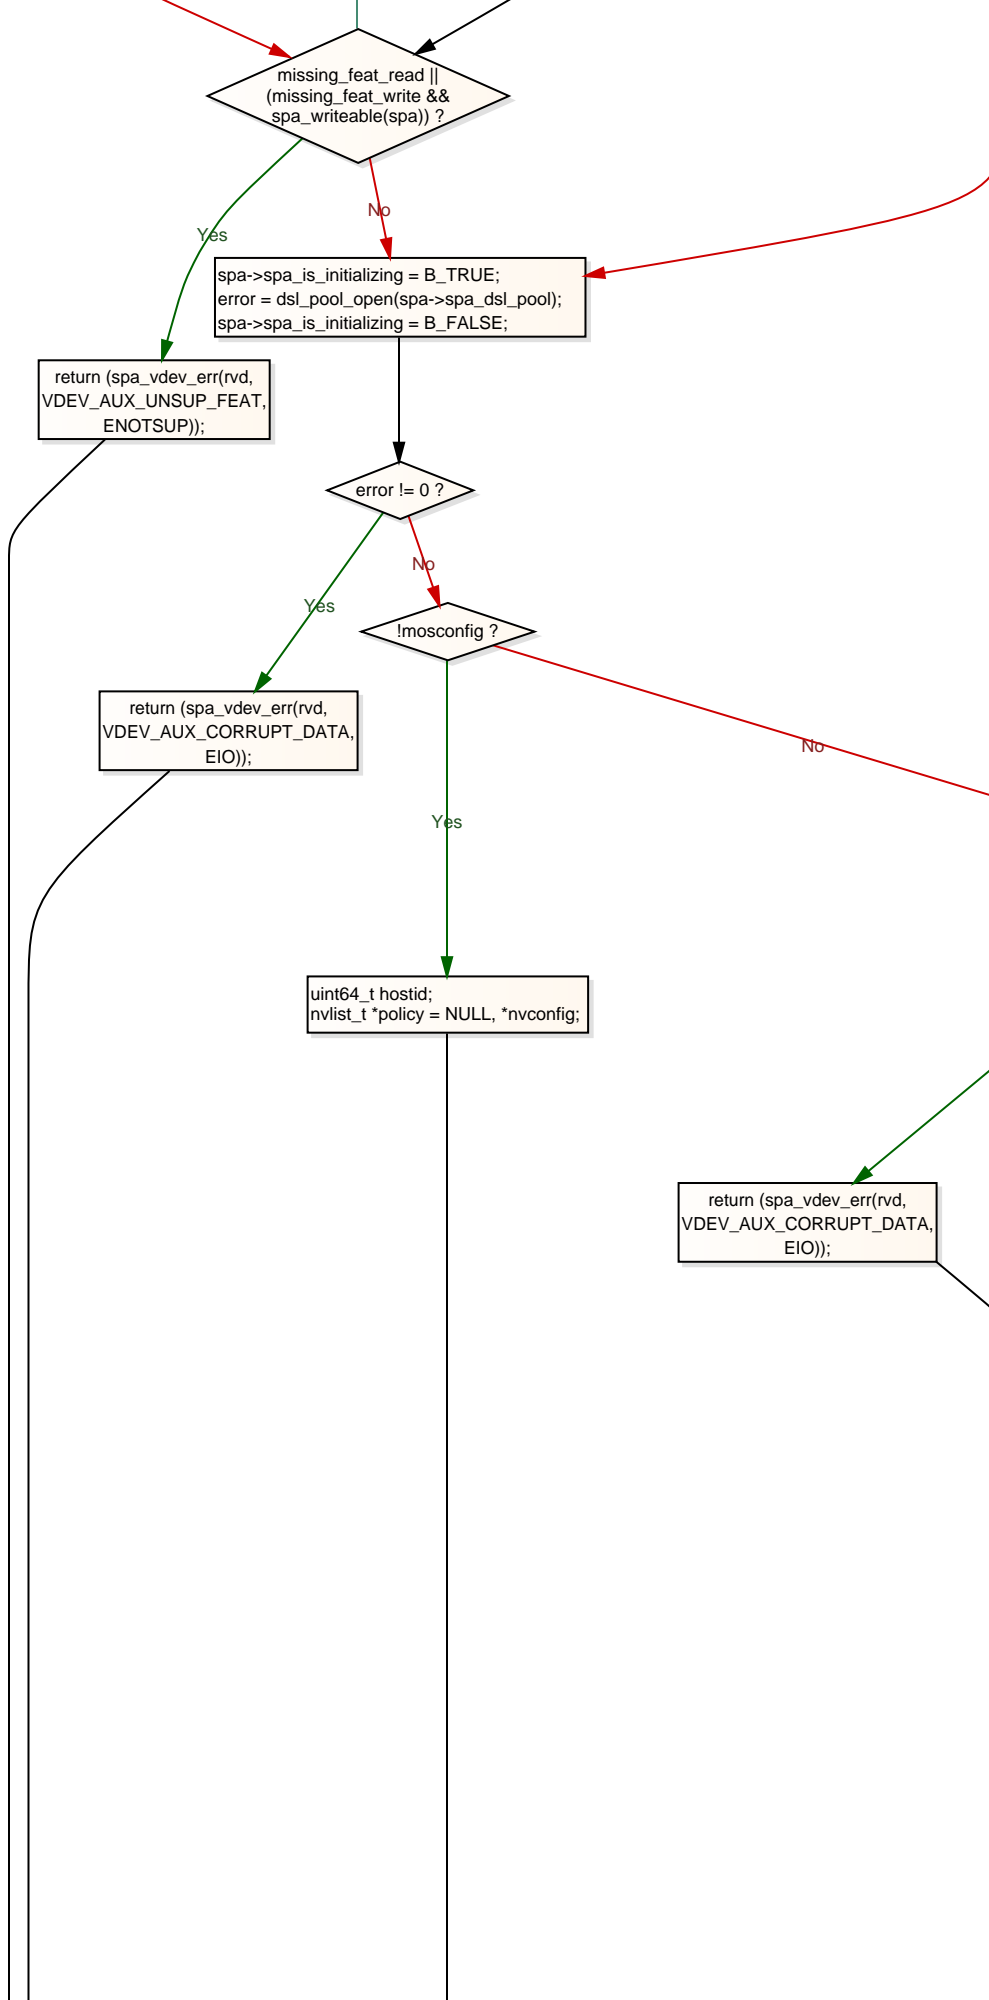 missing_feat_read ||
(missing_feat_write &&
spa_writeable(spa)) ?
No
Yes
spa->spa_is_initializing = B_TRUE;
error = dsl_pool_open(spa->spa_dsl_pool);
spa->spa_is_initializing = B_FALSE;
return (spa_vdev_err(rvd,
VDEV_AUX_UNSUP_FEAT,
ENOTSUP));
error != 0 ?
No
Yes
!mosconfig ?
return (spa_vdev_err(rvd,
VDEV_AUX_CORRUPT_DATA,
EIO));
No
Yes
uint64_t hostid;
nvlist_t *policy = NULL, *nvconfig;
return (spa_vdev_err(rvd,
VDEV_AUX_CORRUPT_DATA,
EIO));